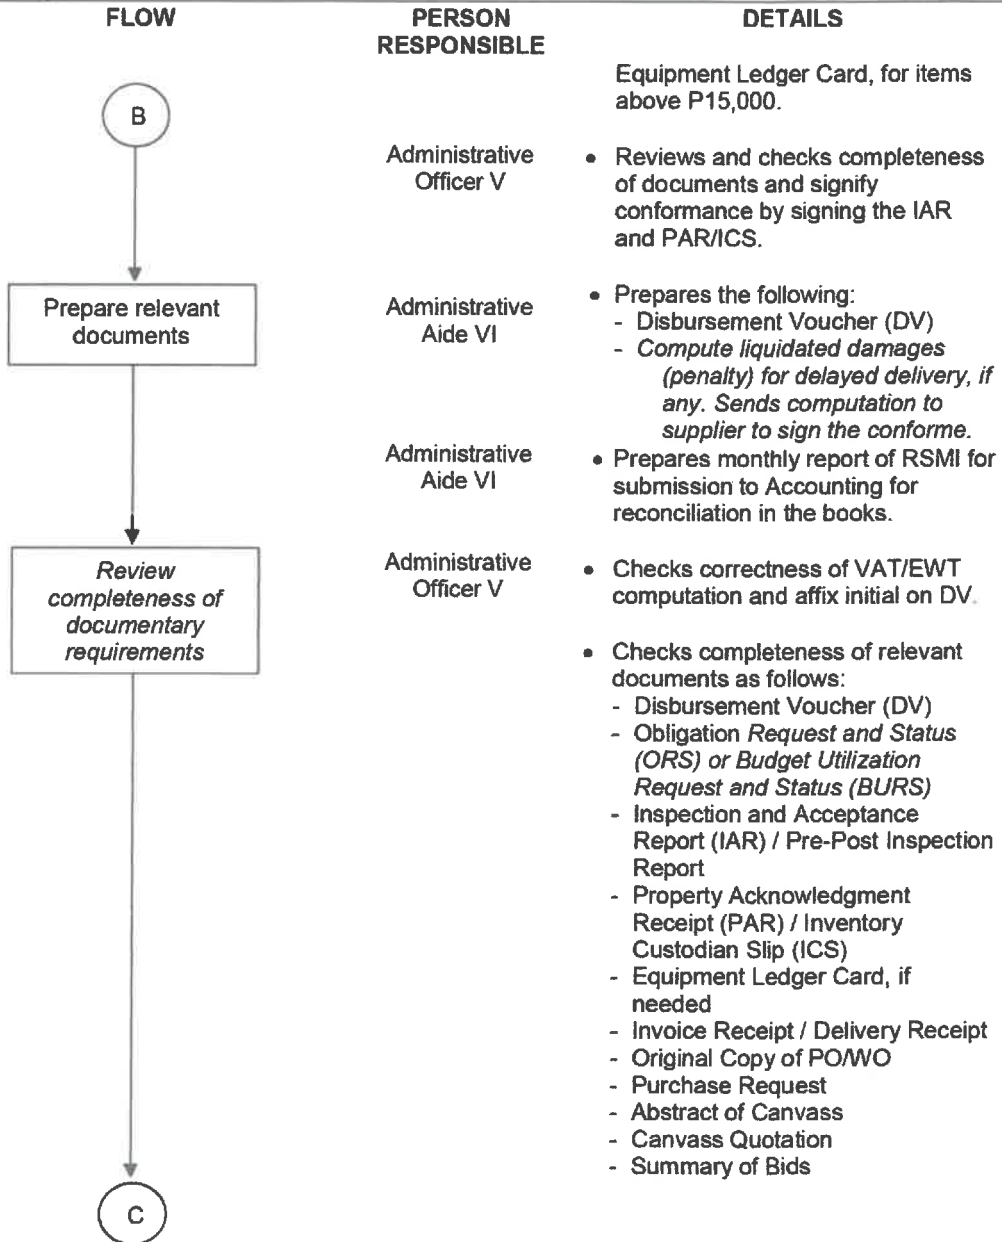 FLOW
PERSON
RESPONSIBLE
DETAILS
Equipment Ledger Card, for items
above P15,000.
B
Administrative
Officer V
• Reviews and checks completeness
of documents and signify
conformance by signing the IAR
and PAR/ICS.
Prepare relevant
documents
Administrative
Aide VI
• Prepares the following:
- Disbursement Voucher (DV)
- Compute liquidated damages
(penalty) for delayed delivery, if
any. Sends computation to
supplier to sign the conforme.
Administrative
Aide VI
• Prepares monthly report of RSMI for
submission to Accounting for
reconciliation in the books.
Review
completeness of
documentary
requirements
Administrative
Officer V
• Checks correctness of VAT/EWT
computation and affix initial on DV.
• Checks completeness of relevant
documents as follows:
- Disbursement Voucher (DV)
- Obligation Request and Status
(ORS) or Budget Utilization
Request and Status (BURS)
- Inspection and Acceptance
Report (IAR) / Pre-Post Inspection
Report
- Property Acknowledgment
Receipt (PAR) / Inventory
Custodian Slip (ICS)
- Equipment Ledger Card, if
needed
- Invoice Receipt / Delivery Receipt
- Original Copy of PO/WO
- Purchase Request
- Abstract of Canvass
- Canvass Quotation
- Summary of Bids
C